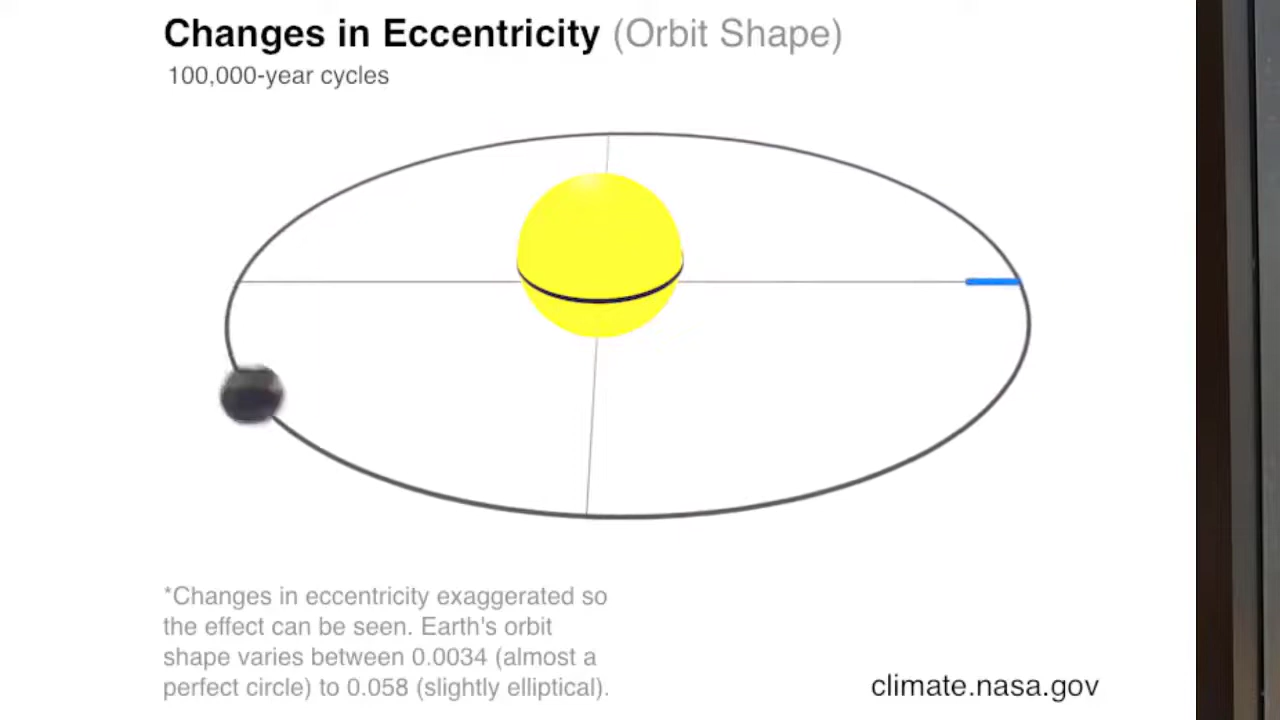 Changes in Eccentricity (Orbit Shape)
100,000-year cycles
*Changes in eccentricity exaggerated so
the effect can be seen. Earth's orbit
shape varies between 0.0034 (almost a
perfect circle) to 0.058 (slightly elliptical).
climate.nasa.gov